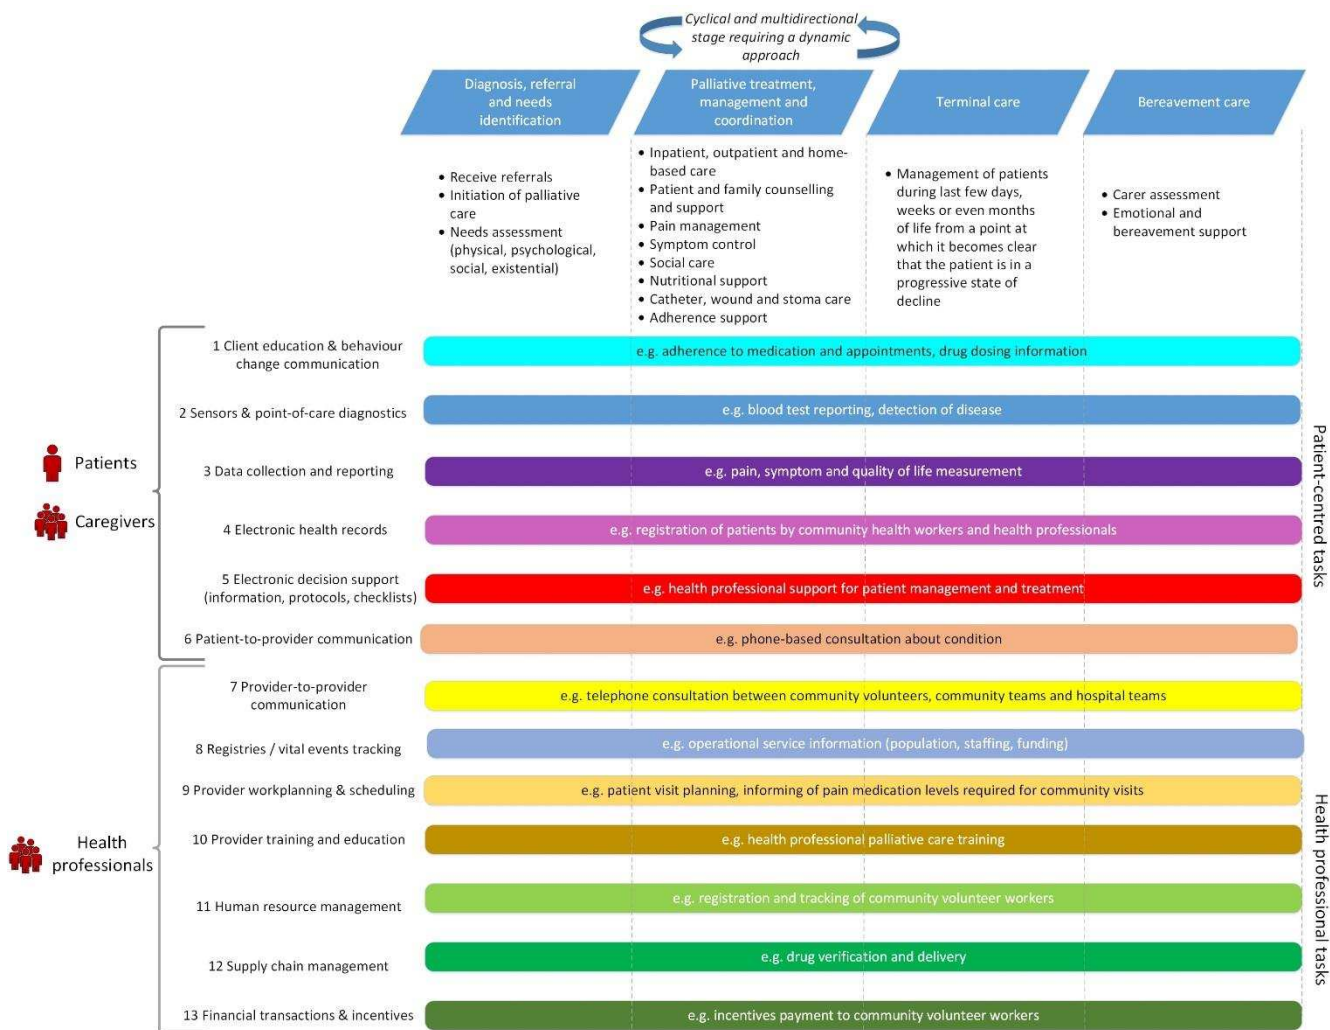 Cyclical and multidirectional
stage requiring a dynamic
approach
Diagnosis, referral
and needs
identification
Palliative treatment,
management and
coordination
Terminal care
Bereavement care
• Receive referrals
• Initiation of palliative
care
• Needs assessment
(physical, psychological,
social, existential)
• Inpatient, outpatient and home-
based care
• Patient and family counselling
and support
• Pain management
• Symptom control
• Social care
• Nutritional support
• Catheter, wound and stoma care
• Adherence support
• Management of patients
during last few days,
weeks or even months
of life from a point at
which it becomes clear
that the patient is in a
progressive state of
decline
• Carer assessment
• Emotional and
bereavement support
Patients
Caregivers
1 Client education & behaviour
change communication
e.g. adherence to medication and appointments, drug dosing information
2 Sensors & point-of-care diagnostics
e.g. blood test reporting, detection of disease
3 Data collection and reporting
e.g. pain, symptom and quality of life measurement
4 Electronic health records
e.g. registration of patients by community health workers and health professionals
5 Electronic decision support
(information, protocols, checklists)
e.g. health professional support for patient management and treatment
6 Patient-to-provider communication
e.g. phone-based consultation about condition
Patient-centred tasks
Health
professionals
7 Provider-to-provider
communication
e.g. telephone consultation between community volunteers, community teams and hospital teams
8 Registries / vital events tracking
e.g. operational service information (population, staffing, funding)
9 Provider workplanning & scheduling
e.g. patient visit planning, informing of pain medication levels required for community visits
10 Provider training and education
e.g. health professional palliative care training
11 Human resource management
e.g. registration and tracking of community volunteer workers
12 Supply chain management
e.g. drug verification and delivery
13 Financial transactions & incentives
e.g. incentives payment to community volunteer workers
Health professional tasks